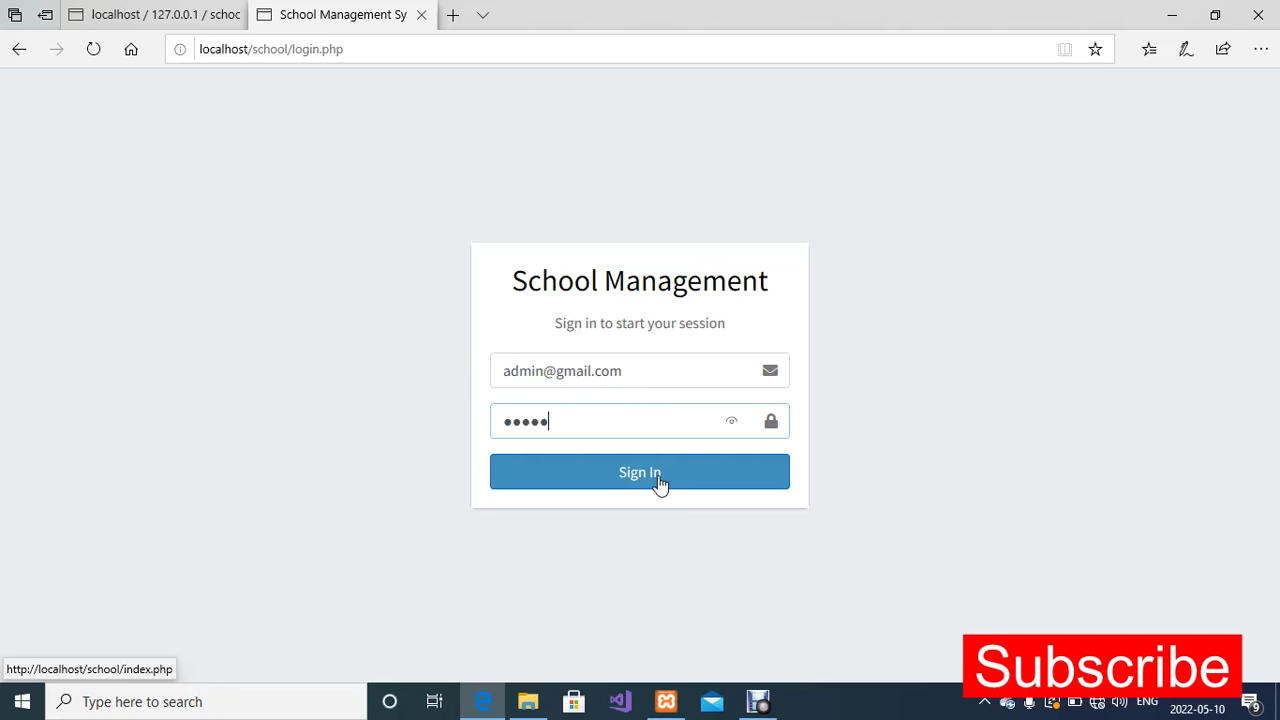 localhost / 127.0.0.1 / schoc
School Management Sy
localhost/school/login.php
School Management
Sign in to start your session
admin@gmail.com
Sign In
http://localhost/school/index.php
Subscribe
Type here to search
ENG
2022-05-10
9